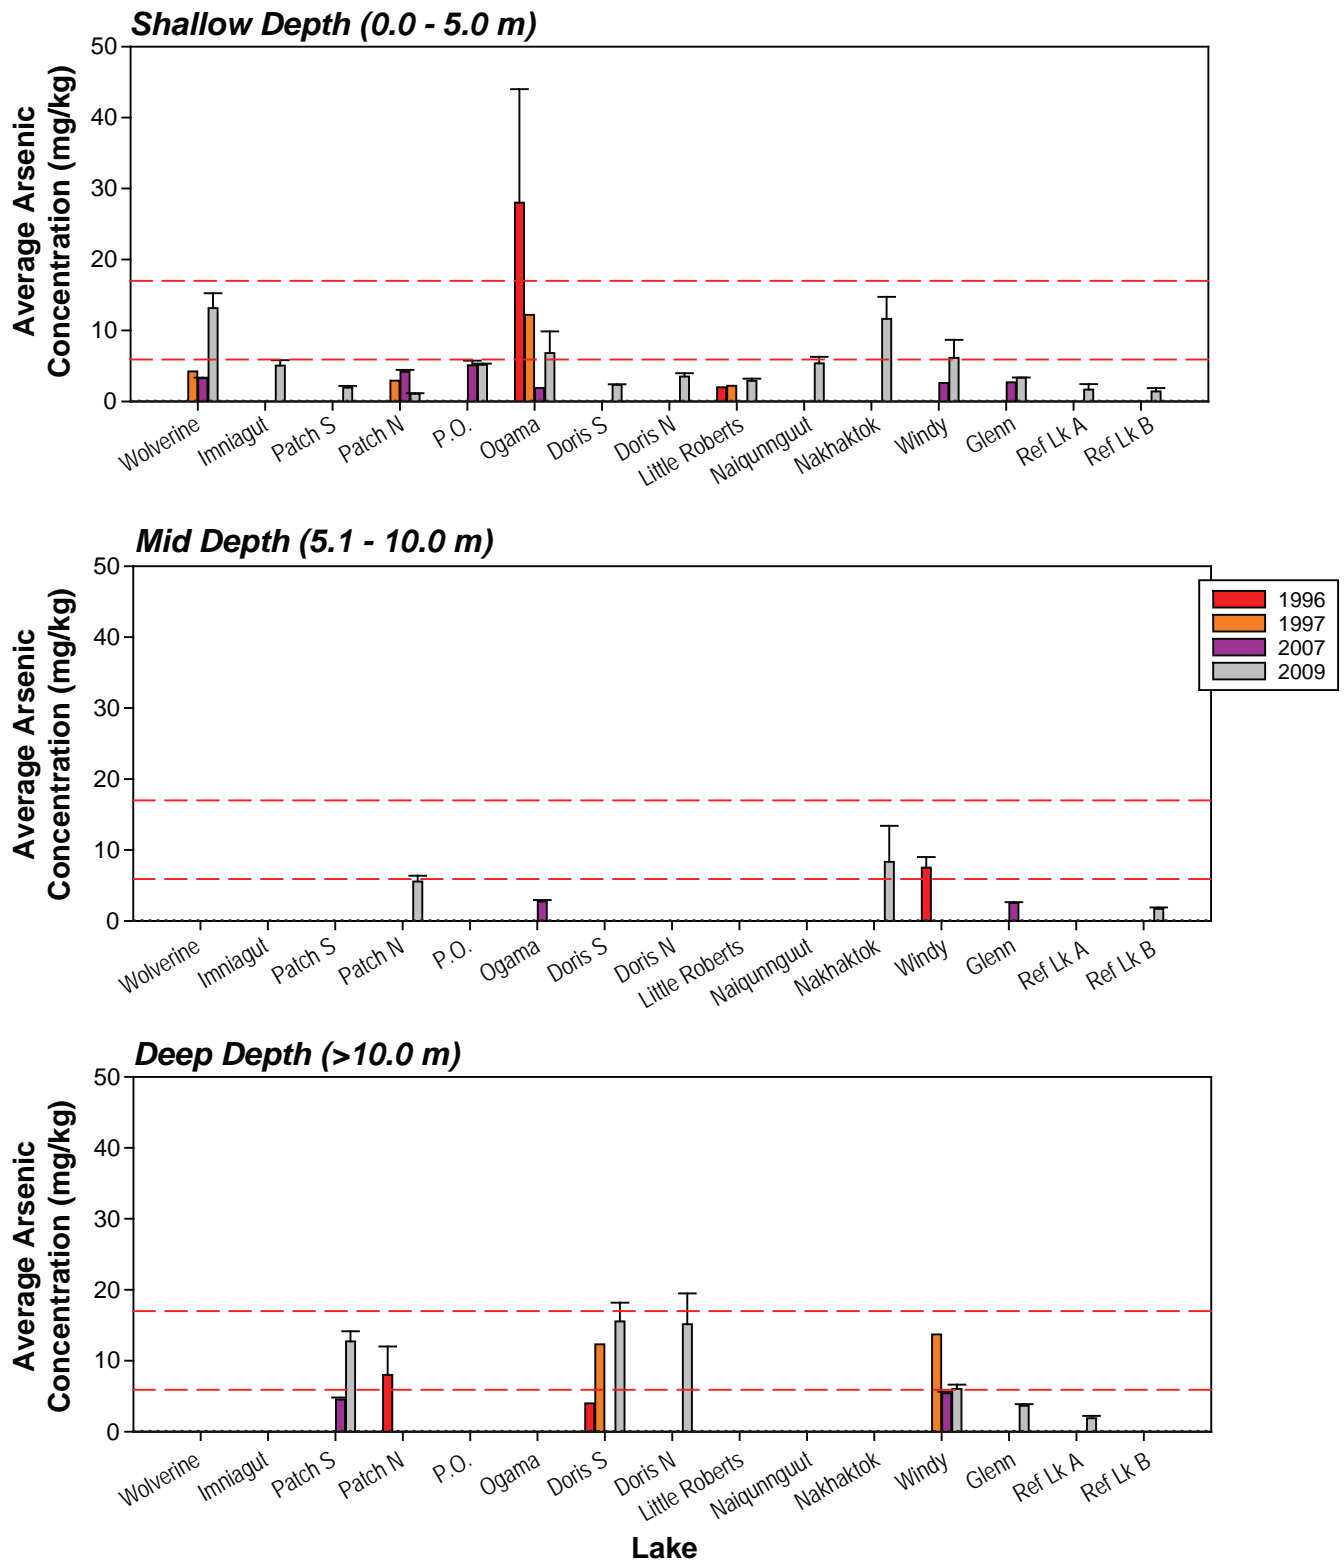 Shallow Depth (0.0 - 5.0 m)
Average Arsenic
Concentration (mg/kg)
50
40
30
20
10
0
Wolverine
Imniagut
Patch S
Patch N
P.O.
Ogama
Doris S
Doris N
Little Roberts
Naiqunnguut
Nakhaktok
Windy
Glenn
Ref Lk A
Ref Lk B
Mid Depth (5.1 - 10.0 m)
Average Arsenic
Concentration (mg/kg)
50
40
30
20
10
0
1996
1997
2007
2009
Wolverine
Imniagut
Patch S
Patch N
P.O.
Ogama
Doris S
Doris N
Little Roberts
Naiqunnguut
Nakhaktok
Windy
Glenn
Ref Lk A
Ref Lk B
Deep Depth (>10.0 m)
Average Arsenic
Concentration (mg/kg)
50
40
30
20
10
0
Wolverine
Imniagut
Patch S
Patch N
P.O.
Ogama
Doris S
Doris N
Little Roberts
Naiqunnguut
Nakhaktok
Windy
Glenn
Ref Lk A
Ref Lk B
Lake